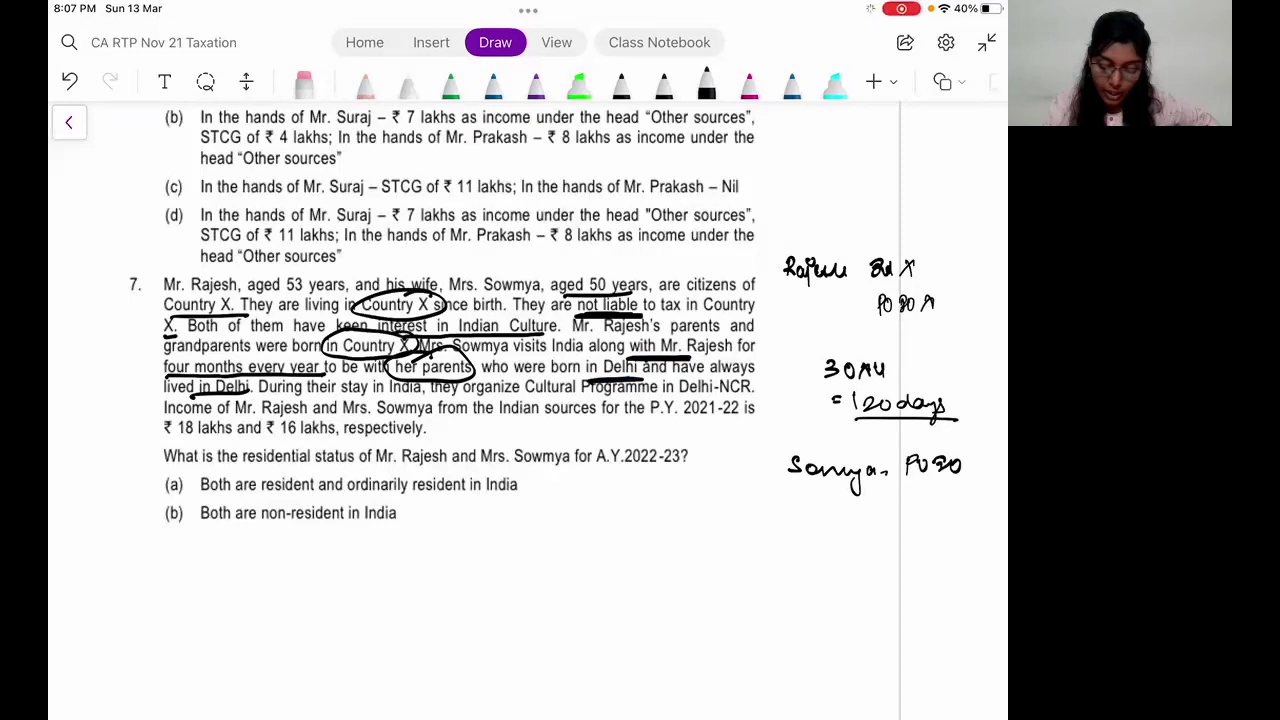 8:07 PM Sun 13 Mar
40%
CA RTP Nov 21 Taxation
Home Insert Draw View Class Notebook
(b) In the hands of Mr. Suraj – ₹ 7 lakhs as income under the head "Other sources",
STCG of ₹ 4 lakhs; In the hands of Mr. Prakash – ₹ 8 lakhs as income under the
head "Other sources"
(c) In the hands of Mr. Suraj – STCG of ₹ 11 lakhs; In the hands of Mr. Prakash – Nil
(d) In the hands of Mr. Suraj – ₹ 7 lakhs as income under the head "Other sources",
STCG of ₹ 11 lakhs; In the hands of Mr. Prakash – ₹ 8 lakhs as income under the
head "Other sources"
7. Mr. Rajesh, aged 53 years, and his wife, Mrs. Sowmya, aged 50 years, are citizens of
Country X. They are living in Country X since birth. They are not liable to tax in Country
X. Both of them have keen interest in Indian Culture. Mr. Rajesh's parents and
grandparents were born in Country X. Mrs. Sowmya visits India along with Mr. Rajesh for
four months every year to be with her parents, who were born in Delhi and have always
lived in Delhi. During their stay in India, they organize Cultural Programme in Delhi-NCR.
Income of Mr. Rajesh and Mrs. Sowmya from the Indian sources for the P.Y. 2021-22 is
₹ 18 lakhs and ₹ 16 lakhs, respectively.
What is the residential status of Mr. Rajesh and Mrs. Sowmya for A.Y.2022-23?
(a) Both are resident and ordinarily resident in India
(b) Both are non-resident in India
Rajesh
= 120 days